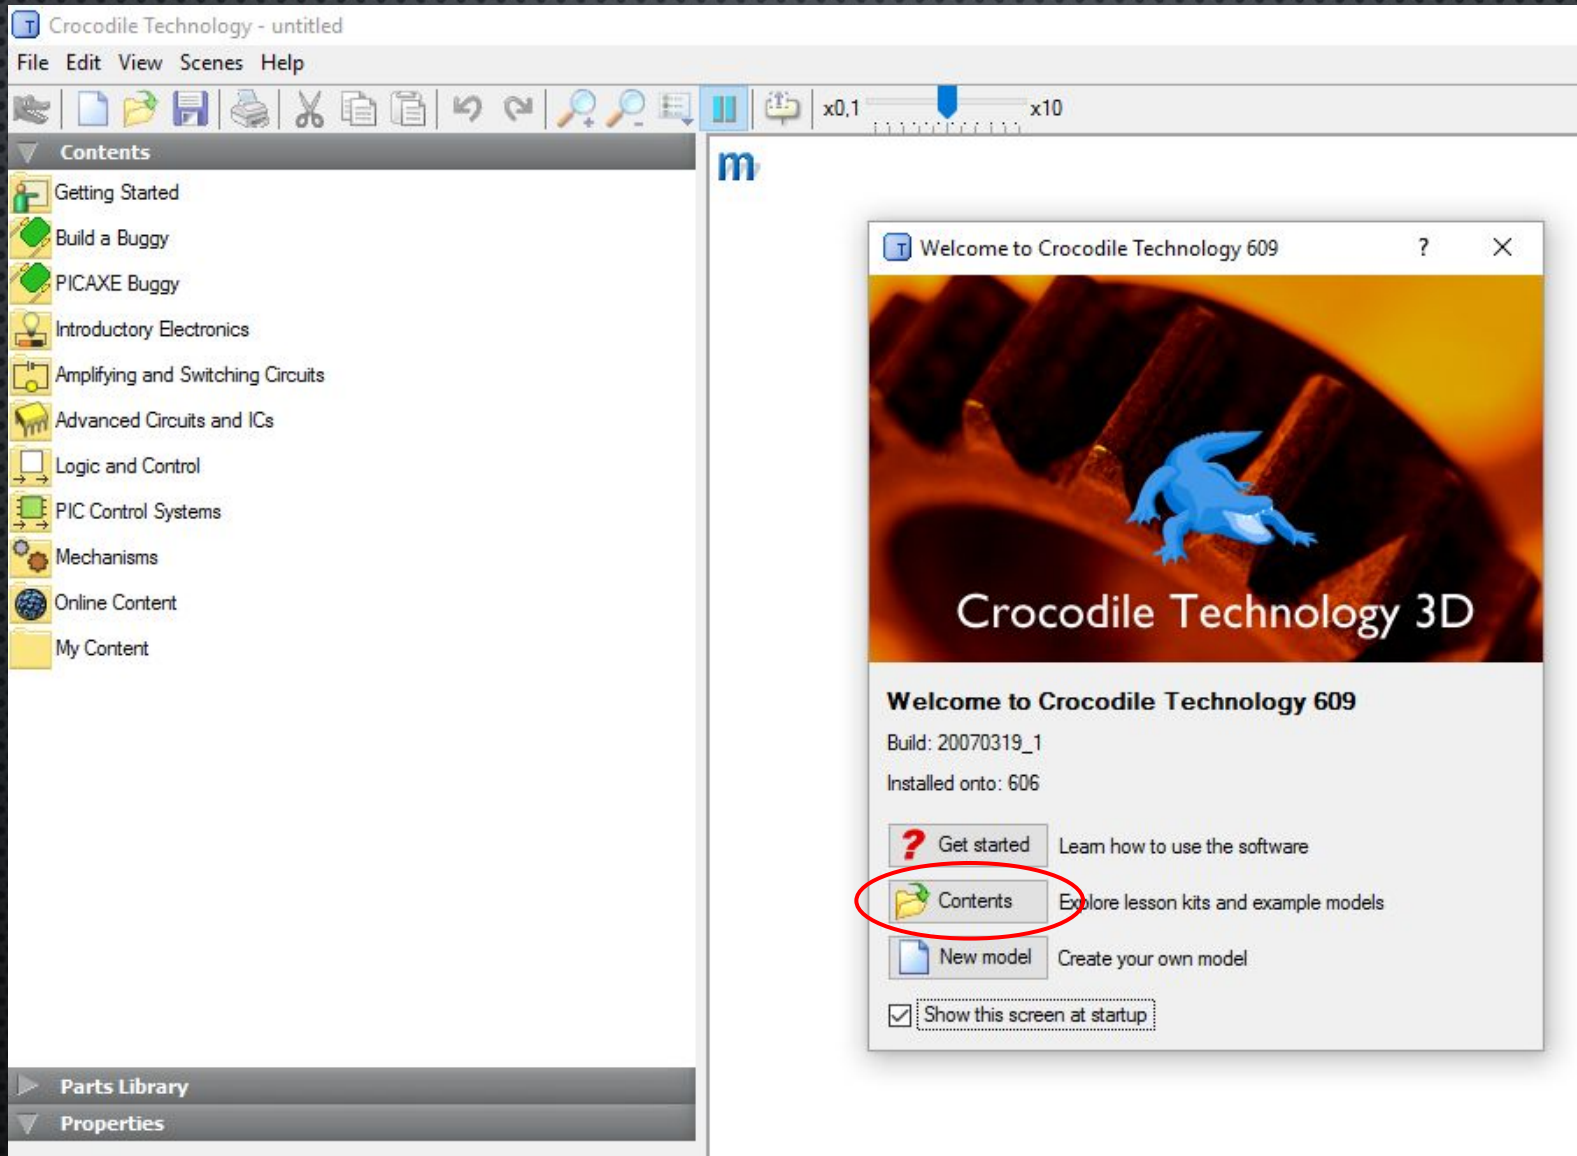 Crocodile Technology - untitled
File Edit View Scenes Help
x0,1 x10
Contents
Getting Started
Build a Buggy
PICAXE Buggy
Introductory Electronics
Amplifying and Switching Circuits
Advanced Circuits and ICs
Logic and Control
PIC Control Systems
Mechanisms
Online Content
My Content
Parts Library
Properties
m
Welcome to Crocodile Technology 609 ?
Crocodile Technology 3D
Welcome to Crocodile Technology 609
Build: 20070319_1
Installed onto: 606
? Get started Learn how to use the software
Contents Explore lesson kits and example models
New model Create your own model
Show this screen at startup